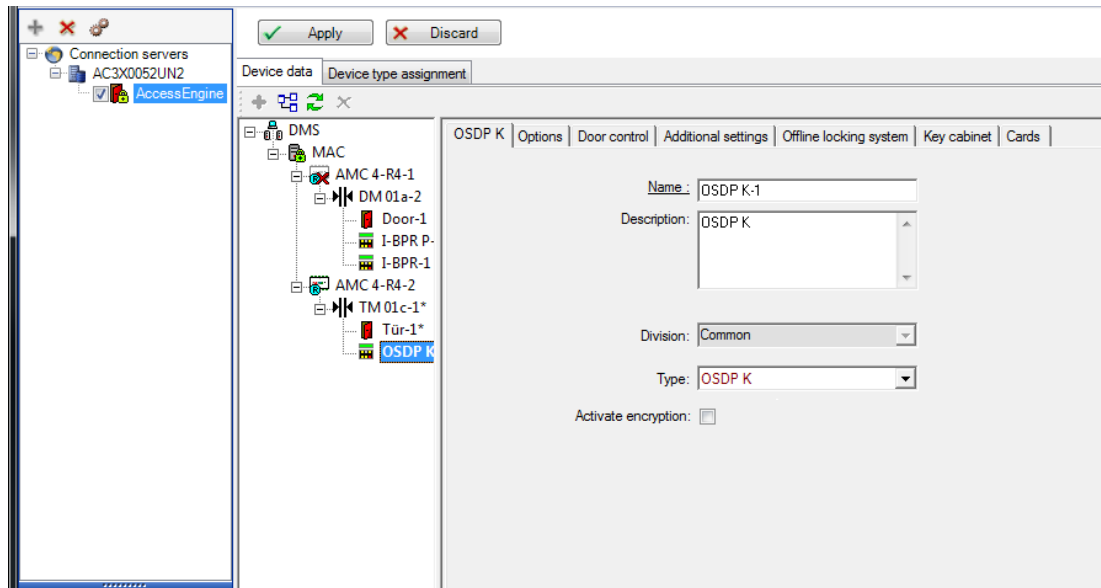 Apply
Discard
Connection servers
AC3X0052UN2
AccessEngine
Device data
Device type assignment
DMS
MAC
AMC 4-R4-1
DM 01a-2
Door-1
I-BPR P-
I-BPR-1
AMC 4-R4-2
TM 01c-1*
Tür-1*
OSDP K
OSDP K
Options
Door control
Additional settings
Offline locking system
Key cabinet
Cards
Name :
OSDP K-1
Description:
OSDP K
Division:
Common
Type:
OSDP K
Activate encryption: